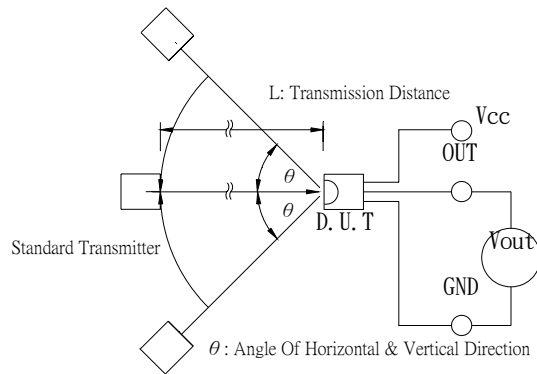 L: Transmission Distance
Vcc
OUT
θ
θ
D.U.T
Standard Transmitter
Vout
GND
θ : Angle Of Horizontal & Vertical Direction